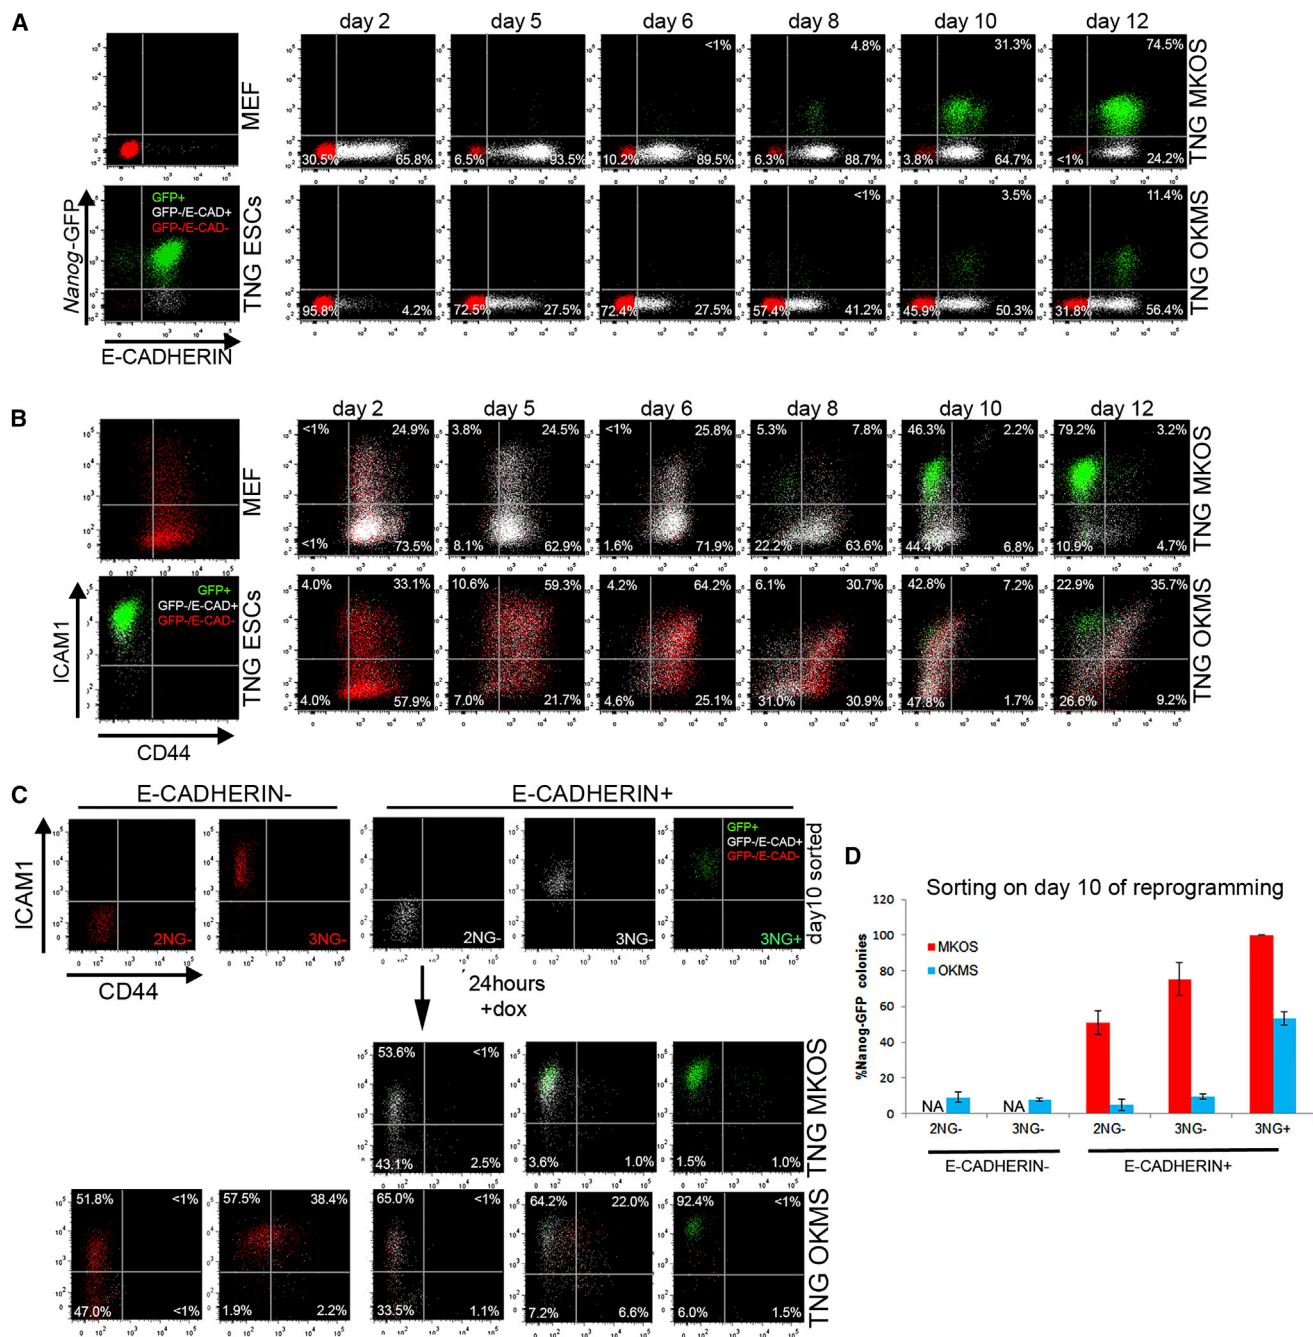 A
day 2 day 5 day 6 day 8 day 10 day 12
MEF
<1% 4.8% 31.3% 74.5%
30.5% 65.8% 6.5% 93.5% 10.2% 89.5% 6.3% 88.7% 3.8% 64.7% <1% 24.2%
TNG MKOS
Nanog-GFP
GFP+
GFP-/E-CAD+
GFP-/E-CAD-
TNG ESCs
E-CADHERIN
<1% 3.5% 11.4%
95.8% 4.2% 72.5% 27.5% 72.4% 27.5% 57.4% 41.2% 45.9% 50.3% 31.8% 56.4%
TNG OKMS
B
day 2 day 5 day 6 day 8 day 10 day 12
MEF
<1% 24.9% 3.8% 24.5% <1% 25.8% 5.3% 7.8% 46.3% 2.2% 79.2% 3.2%
<1% 73.5% 8.1% 62.9% 1.6% 71.9% 22.2% 63.6% 44.4% 6.8% 10.9% 4.7%
TNG MKOS
ICAM1
GFP+
GFP-/E-CAD+
GFP-/E-CAD-
TNG ESCs
CD44
4.0% 33.1% 10.6% 59.3% 4.2% 64.2% 6.1% 30.7% 42.8% 7.2% 22.9% 35.7%
4.0% 57.9% 7.0% 21.7% 4.6% 25.1% 31.0% 30.9% 47.8% 1.7% 26.6% 9.2%
TNG OKMS
C
E-CADHERIN- E-CADHERIN+
ICAM1
GFP+
GFP-/E-CAD+
GFP-/E-CAD-
2NG- 3NG- 2NG- 3NG- 3NG+
day10 sorted
CD44
24hours
+dox
53.6% <1%
43.1% 2.5% 3.6% 1.0% 1.5% 1.0%
TNG MKOS
51.8% <1% 57.5% 38.4% 65.0% <1% 64.2% 22.0% 92.4% <1%
47.0% <1% 1.9% 2.2% 33.5% 1.1% 7.2% 6.6% 6.0% 1.5%
TNG OKMS
D
Sorting on day 10 of reprogramming
%Nanog-GFP colonies
120
100
80
60
40
20
0
MKOS
OKMS
NA NA
2NG- 3NG- 2NG- 3NG- 3NG+
E-CADHERIN- E-CADHERIN+